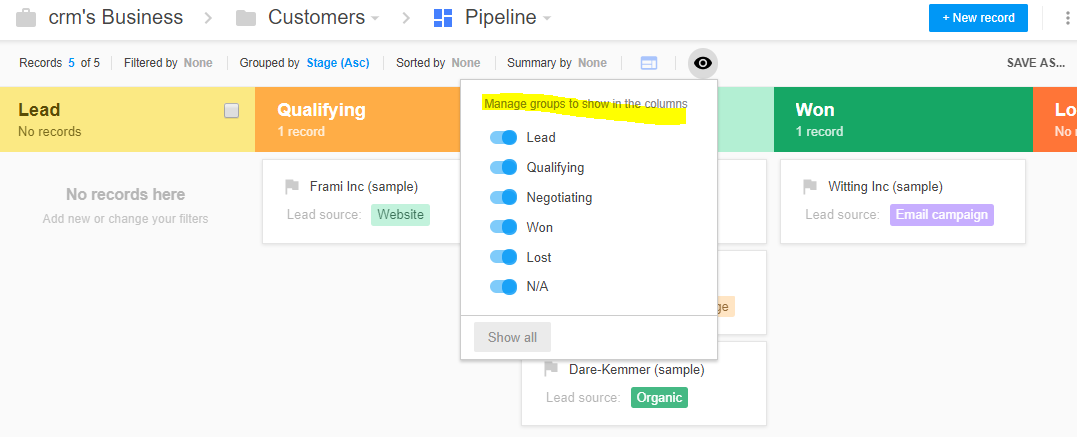 crm's Business Customers Pipeline + New record
Records 5 of 5 Filtered by None Grouped by Stage (Asc) Sorted by None Summary by None SAVE AS...
Lead
No records
Qualifying
1 record
Won
1 record
Lo
No
Manage groups to show in the columns
Lead
Qualifying
Negotiating
Won
Lost
N/A
Show all
No records here
Add new or change your filters
Frami Inc (sample)
Lead source: Website
Witting Inc (sample)
Lead source: Email campaign
ge
Dare-Kemmer (sample)
Lead source: Organic